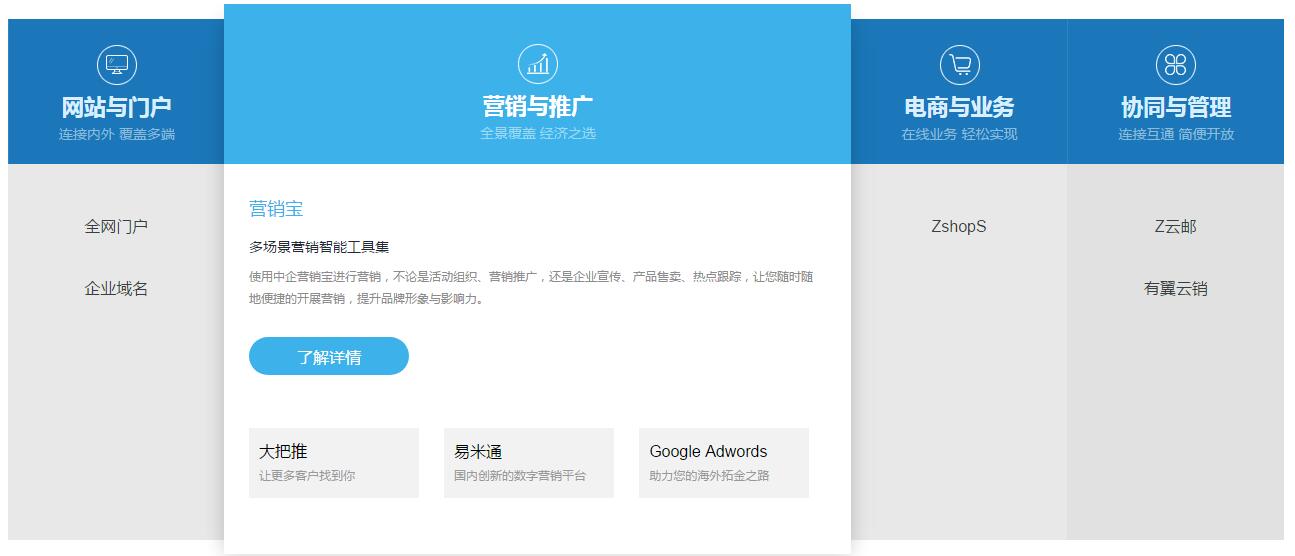 网站与门户
连接内外 覆盖多端
全网门户
企业域名
营销与推广
全景覆盖 经济之选
营销宝
多场景营销智能工具集
使用中企营销宝进行营销，不论是活动组织、营销推广，还是企业宣传、产品售卖、热点跟踪，让您随时随
地便捷的开展营销，提升品牌形象与影响力。
了解详情
大把推
让更多客户找到你
易米通
国内创新的数字营销平台
Google Adwords
助力您的海外拓金之路
电商与业务
在线业务 轻松实现
ZshopS
协同与管理
连接互通 简便开放
Z云邮
有翼云销